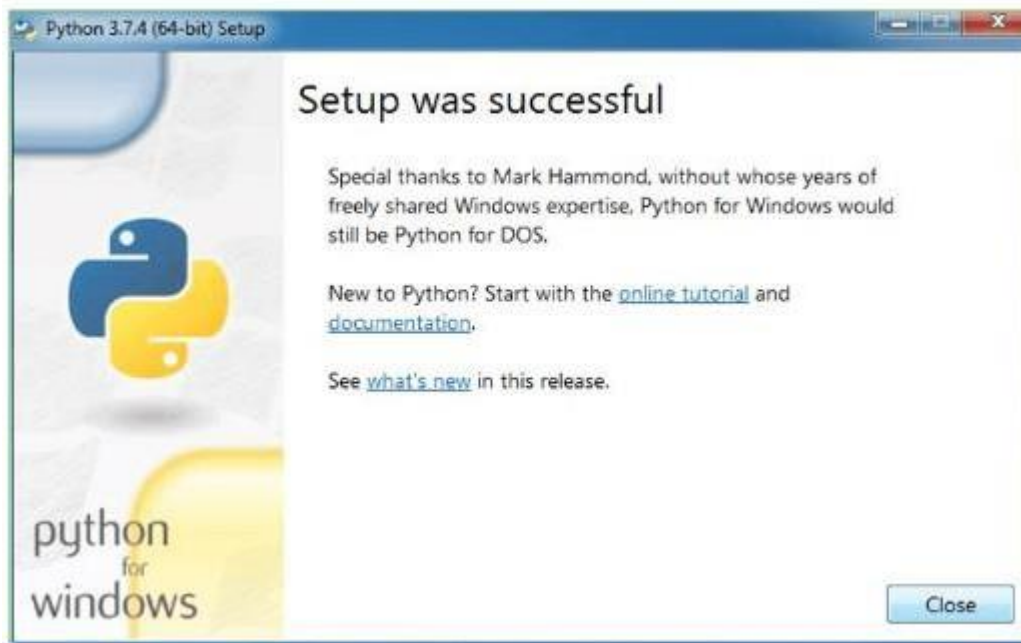 Python 3.7.4 (64-bit) Setup
Setup was successful
Special thanks to Mark Hammond, without whose years of
freely shared Windows expertise, Python for Windows would
still be Python for DOS.
New to Python? Start with the online tutorial and
documentation.
See what's new in this release.
python
for
windows
Close